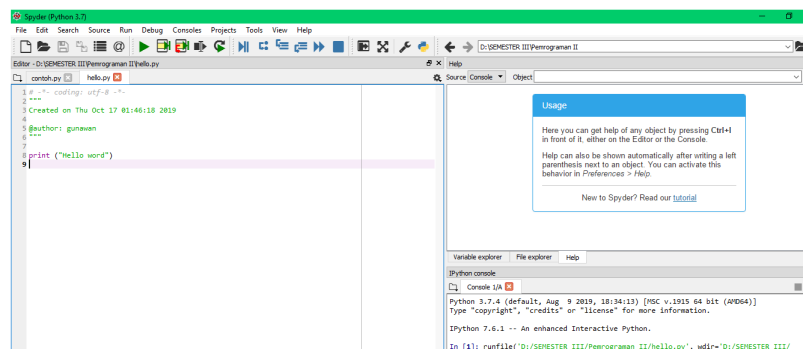 Spyder (Python 3.7)
File Edit Search Source Run Debug Consoles Projects Tools View Help
D:\SEMESTER III\Pemrograman II
Editor - D:\SEMESTER III\Pemrograman II\hello.py
contoh.py hello.py
1 # -*- coding: utf-8 -*-
2 """
3 Created on Thu Oct 17 01:46:18 2019
4
5 @author: gunawan
6 """
7
8 print ("Hello word")
9
Help
Source Console Object
Usage
Here you can get help of any object by pressing Ctrl+I
in front of it, either on the Editor or the Console.
Help can also be shown automatically after writing a left
parenthesis next to an object. You can activate this
behavior in Preferences > Help.
New to Spyder? Read our tutorial
Variable explorer File explorer Help
IPython console
Console 1/A
Python 3.7.4 (default, Aug 9 2019, 18:34:13) [MSC v.1915 64 bit (AMD64)]
Type "copyright", "credits" or "license" for more information.
IPython 7.6.1 -- An enhanced Interactive Python.
In [1]: runfile('D:/SEMESTER III/Pemrograman II/hello.py', wdir='D:/SEMESTER III/